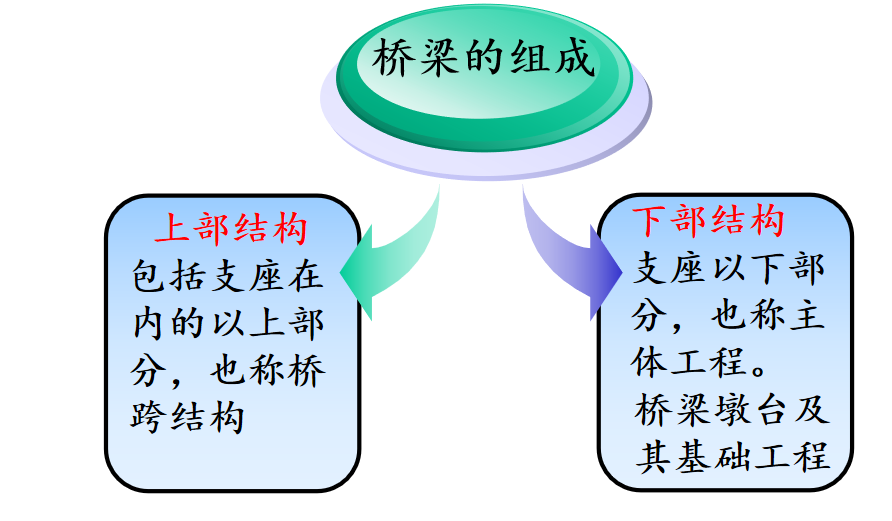 桥梁的组成
上部结构
包括支座在
内的以上部
分，也称桥
跨结构
下部结构
支座以下部
分，也称主
体工程。
桥梁墩台及
其基础工程